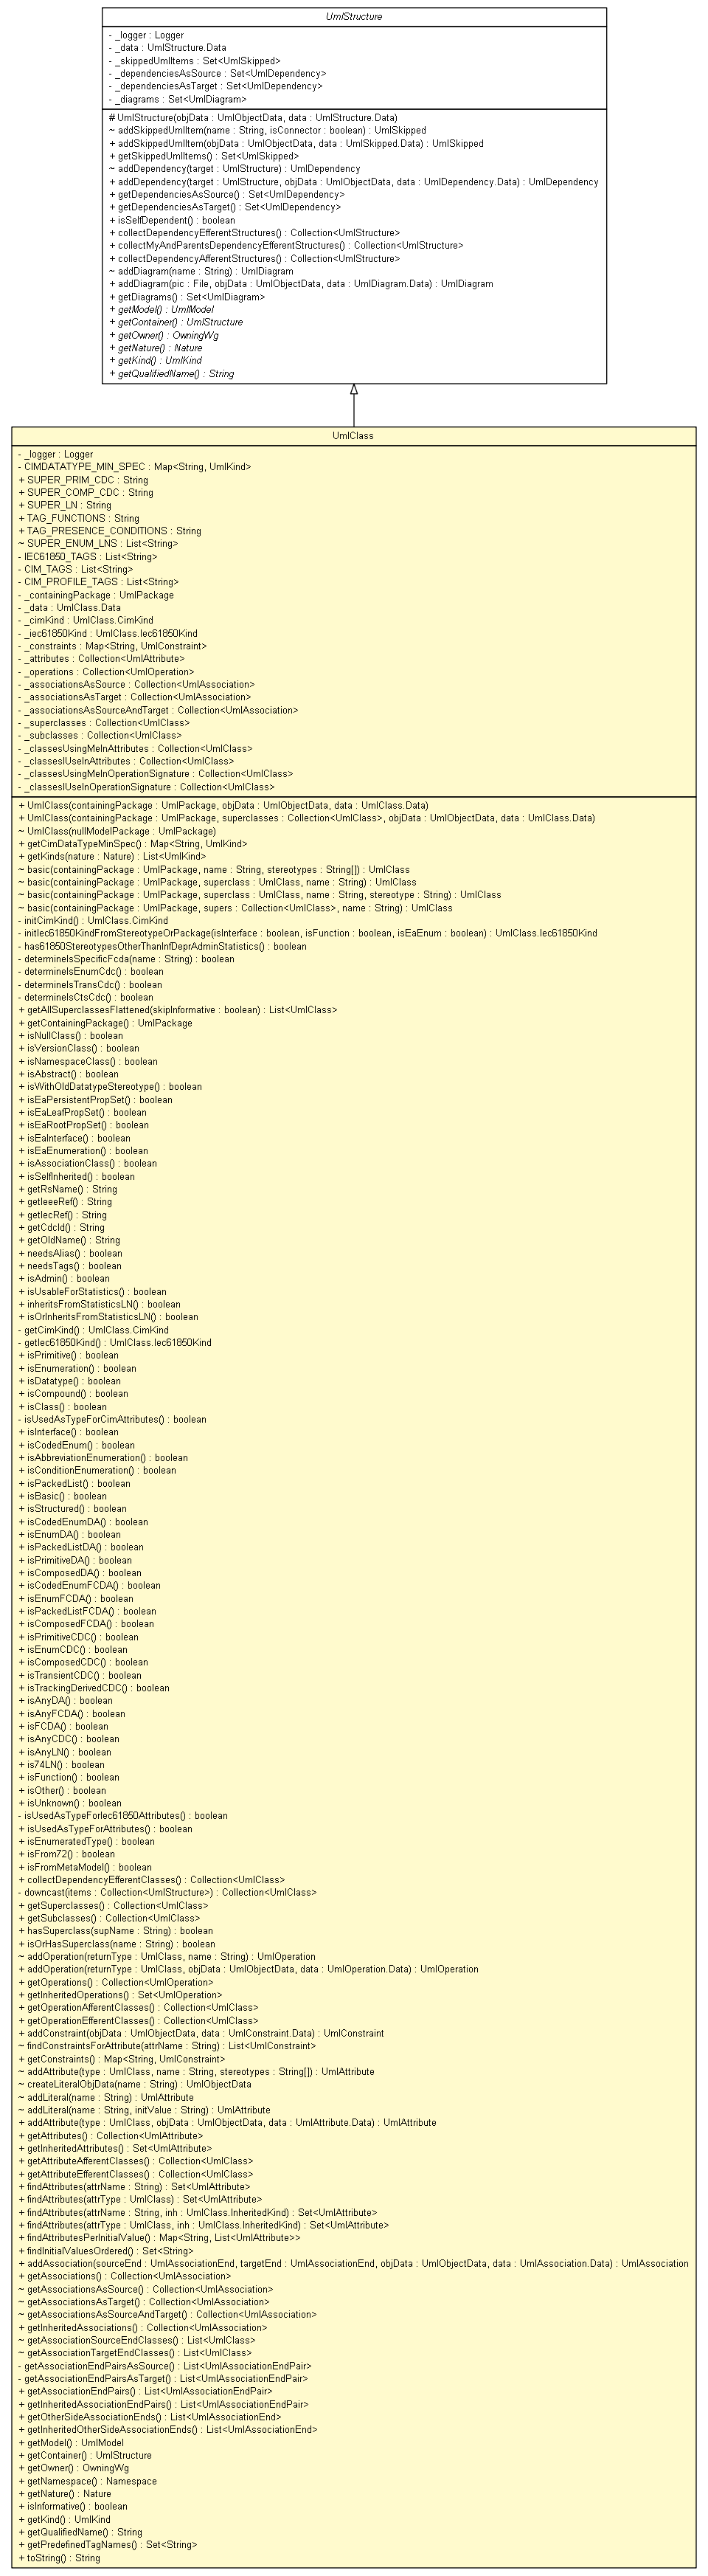 UmlStructure
- _logger : Logger
- _data : UmlStructure.Data
- _skippedUmlItems : Set<UmlSkipped>
- _dependenciesAsSource : Set<UmlDependency>
- _dependenciesAsTarget : Set<UmlDependency>
- _diagrams : Set<UmlDiagram>
# UmlStructure(objData : UmlObjectData, data : UmlStructure.Data)
~ addSkippedUmlItem(name : String, isConnector : boolean) : UmlSkipped
+ addSkippedUmlItem(objData : UmlObjectData, data : UmlSkipped.Data) : UmlSkipped
+ getSkippedUmlItems() : Set<UmlSkipped>
~ addDependency(target : UmlStructure) : UmlDependency
+ addDependency(target : UmlStructure, objData : UmlObjectData, data : UmlDependency.Data) : UmlDependency
+ getDependenciesAsSource() : Set<UmlDependency>
+ getDependenciesAsTarget() : Set<UmlDependency>
+ isSelfDependent() : boolean
+ collectDependencyEfferentStructures() : Collection<UmlStructure>
+ collectMyAndParentsDependencyEfferentStructures() : Collection<UmlStructure>
+ collectDependencyAfferentStructures() : Collection<UmlStructure>
~ addDiagram(name : String) : UmlDiagram
+ addDiagram(pic : File, objData : UmlObjectData, data : UmlDiagram.Data) : UmlDiagram
+ getDiagrams() : Set<UmlDiagram>
+ getModel() : UmlModel
+ getContainer() : UmlStructure
+ getOwner() : OwningWg
+ getNature() : Nature
+ getKind() : UmlKind
+ getQualifiedName() : String
UmlClass
- _logger : Logger
- CIMDATATYPE_MIN_SPEC : Map<String, UmlKind>
+ SUPER_PRIM_CDC : String
+ SUPER_COMP_CDC : String
+ SUPER_LN : String
+ TAG_FUNCTIONS : String
+ TAG_PRESENCE_CONDITIONS : String
~ SUPER_ENUM_LNS : List<String>
- IEC61850_TAGS : List<String>
- CIM_TAGS : List<String>
- CIM_PROFILE_TAGS : List<String>
- _containingPackage : UmlPackage
- _data : UmlClass.Data
- _cimKind : UmlClass.CimKind
- _iec61850Kind : UmlClass.Iec61850Kind
- _constraints : Map<String, UmlConstraint>
- _attributes : Collection<UmlAttribute>
- _operations : Collection<UmlOperation>
- _associationsAsSource : Collection<UmlAssociation>
- _associationsAsTarget : Collection<UmlAssociation>
- _associationsAsSourceAndTarget : Collection<UmlAssociation>
- _superclasses : Collection<UmlClass>
- _subclasses : Collection<UmlClass>
- _classesUsingMeInAttributes : Collection<UmlClass>
- _classesIUseInAttributes : Collection<UmlClass>
- _classesUsingMeInOperationSignature : Collection<UmlClass>
- _classesIUseInOperationSignature : Collection<UmlClass>
+ UmlClass(containingPackage : UmlPackage, objData : UmlObjectData, data : UmlClass.Data)
+ UmlClass(containingPackage : UmlPackage, superclasses : Collection<UmlClass>, objData : UmlObjectData, data : UmlClass.Data)
~ UmlClass(nullModelPackage : UmlPackage)
+ getCimDataTypeMinSpec() : Map<String, UmlKind>
+ getKinds(nature : Nature) : List<UmlKind>
~ basic(containingPackage : UmlPackage, name : String, stereotypes : String[]) : UmlClass
~ basic(containingPackage : UmlPackage, superclass : UmlClass, name : String) : UmlClass
~ basic(containingPackage : UmlPackage, superclass : UmlClass, name : String, stereotype : String) : UmlClass
~ basic(containingPackage : UmlPackage, supers : Collection<UmlClass>, name : String) : UmlClass
- initCimKind() : UmlClass.CimKind
- initIec61850KindFromStereotypeOrPackage(isInterface : boolean, isFunction : boolean, isEaEnum : boolean) : UmlClass.Iec61850Kind
- has61850StereotypesOtherThanInfDeprAdminStatistics() : boolean
- determineIsSpecificFcda(name : String) : boolean
- determineIsEnumCdc() : boolean
- determineIsTransCdc() : boolean
- determineIsCtsCdc() : boolean
+ getAllSuperclassesFlattened(skipInformative : boolean) : List<UmlClass>
+ getContainingPackage() : UmlPackage
+ isNullClass() : boolean
+ isVersionClass() : boolean
+ isNamespaceClass() : boolean
+ isAbstract() : boolean
+ isWithOldDatatypeStereotype() : boolean
+ isEaPersistentPropSet() : boolean
+ isEaLeafPropSet() : boolean
+ isEaRootPropSet() : boolean
+ isEaInterface() : boolean
+ isEaEnumeration() : boolean
+ isAssociationClass() : boolean
+ isSelfInherited() : boolean
+ getRsName() : String
+ getIeeeRef() : String
+ getIecRef() : String
+ getCdcId() : String
+ getOldName() : String
+ needsAlias() : boolean
+ needsTags() : boolean
+ isAdmin() : boolean
+ isUsableForStatistics() : boolean
+ inheritsFromStatisticsLN() : boolean
+ isOrInheritsFromStatisticsLN() : boolean
- getCimKind() : UmlClass.CimKind
- getIec61850Kind() : UmlClass.Iec61850Kind
+ isPrimitive() : boolean
+ isEnumeration() : boolean
+ isDatatype() : boolean
+ isCompound() : boolean
+ isClass() : boolean
- isUsedAsTypeForCimAttributes() : boolean
+ isInterface() : boolean
+ isCodedEnum() : boolean
+ isAbbreviationEnumeration() : boolean
+ isConditionEnumeration() : boolean
+ isPackedList() : boolean
+ isBasic() : boolean
+ isStructured() : boolean
+ isCodedEnumDA() : boolean
+ isEnumDA() : boolean
+ isPackedListDA() : boolean
+ isPrimitiveDA() : boolean
+ isComposedDA() : boolean
+ isCodedEnumFCDA() : boolean
+ isEnumFCDA() : boolean
+ isPackedListFCDA() : boolean
+ isComposedFCDA() : boolean
+ isPrimitiveCDC() : boolean
+ isEnumCDC() : boolean
+ isComposedCDC() : boolean
+ isTransientCDC() : boolean
+ isTrackingDerivedCDC() : boolean
+ isAnyDA() : boolean
+ isAnyFCDA() : boolean
+ isFCDA() : boolean
+ isAnyCDC() : boolean
+ isAnyLN() : boolean
+ is74LN() : boolean
+ isFunction() : boolean
+ isOther() : boolean
+ isUnknown() : boolean
- isUsedAsTypeForIec61850Attributes() : boolean
+ isUsedAsTypeForAttributes() : boolean
+ isEnumeratedType() : boolean
+ isFrom72() : boolean
+ isFromMetaModel() : boolean
+ collectDependencyEfferentClasses() : Collection<UmlClass>
- downcast(items : Collection<UmlStructure>) : Collection<UmlClass>
+ getSuperclasses() : Collection<UmlClass>
+ getSubclasses() : Collection<UmlClass>
+ hasSuperclass(supName : String) : boolean
+ isOrHasSuperclass(name : String) : boolean
~ addOperation(returnType : UmlClass, name : String) : UmlOperation
+ addOperation(returnType : UmlClass, objData : UmlObjectData, data : UmlOperation.Data) : UmlOperation
+ getOperations() : Collection<UmlOperation>
+ getInheritedOperations() : Set<UmlOperation>
+ getOperationAfferentClasses() : Collection<UmlClass>
+ getOperationEfferentClasses() : Collection<UmlClass>
+ addConstraint(objData : UmlObjectData, data : UmlConstraint.Data) : UmlConstraint
~ findConstraintsForAttribute(attrName : String) : List<UmlConstraint>
+ getConstraints() : Map<String, UmlConstraint>
~ addAttribute(type : UmlClass, name : String, stereotypes : String[]) : UmlAttribute
~ createLiteralObjData(name : String) : UmlObjectData
~ addLiteral(name : String) : UmlAttribute
~ addLiteral(name : String, initValue : String) : UmlAttribute
+ addAttribute(type : UmlClass, objData : UmlObjectData, data : UmlAttribute.Data) : UmlAttribute
+ getAttributes() : Collection<UmlAttribute>
+ getInheritedAttributes() : Set<UmlAttribute>
+ getAttributeAfferentClasses() : Collection<UmlClass>
+ getAttributeEfferentClasses() : Collection<UmlClass>
+ findAttributes(attrName : String) : Set<UmlAttribute>
+ findAttributes(attrType : UmlClass) : Set<UmlAttribute>
+ findAttributes(attrName : String, inh : UmlClass.InheritedKind) : Set<UmlAttribute>
+ findAttributes(attrType : UmlClass, inh : UmlClass.InheritedKind) : Set<UmlAttribute>
+ findAttributesPerInitialValue() : Map<String, List<UmlAttribute>>
+ findInitialValuesOrdered() : Set<String>
+ addAssociation(sourceEnd : UmlAssociationEnd, targetEnd : UmlAssociationEnd, objData : UmlObjectData, data : UmlAssociation.Data) : UmlAssociation
+ getAssociations() : Collection<UmlAssociation>
~ getAssociationsAsSource() : Collection<UmlAssociation>
~ getAssociationsAsTarget() : Collection<UmlAssociation>
~ getAssociationsAsSourceAndTarget() : Collection<UmlAssociation>
+ getInheritedAssociations() : Collection<UmlAssociation>
~ getAssociationSourceEndClasses() : List<UmlClass>
~ getAssociationTargetEndClasses() : List<UmlClass>
- getAssociationEndPairsAsSource() : List<UmlAssociationEndPair>
- getAssociationEndPairsAsTarget() : List<UmlAssociationEndPair>
+ getAssociationEndPairs() : List<UmlAssociationEndPair>
+ getInheritedAssociationEndPairs() : List<UmlAssociationEndPair>
+ getOtherSideAssociationEnds() : List<UmlAssociationEnd>
+ getInheritedOtherSideAssociationEnds() : List<UmlAssociationEnd>
+ getModel() : UmlModel
+ getContainer() : UmlStructure
+ getOwner() : OwningWg
+ getNamespace() : Namespace
+ getNature() : Nature
+ isInformative() : boolean
+ getKind() : UmlKind
+ getQualifiedName() : String
+ getPredefinedTagNames() : Set<String>
+ toString() : String